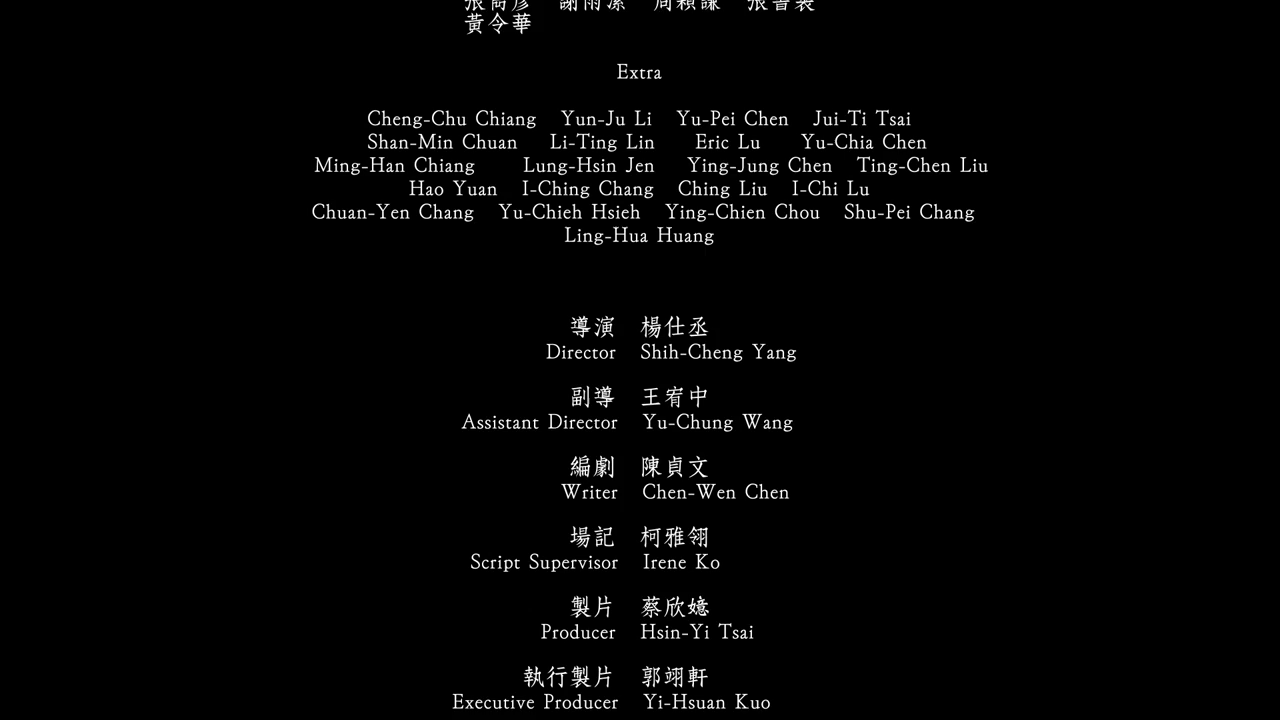 謝雨潔 周穎謙
黃令華
Extra
Cheng-Chu Chiang Yun-Ju Li Yu-Pei Chen Jui-Ti Tsai
Shan-Min Chuan Li-Ting Lin Eric Lu Yu-Chia Chen
Ming-Han Chiang Lung-Hsin Jen Ying-Jung Chen Ting-Chen Liu
Hao Yuan I-Ching Chang Ching Liu I-Chi Lu
Chuan-Yen Chang Yu-Chieh Hsieh Ying-Chien Chou Shu-Pei Chang
Ling-Hua Huang
導演 楊仕丞
Director Shih-Cheng Yang
副導 王宥中
Assistant Director Yu-Chung Wang
編劇 陳貞文
Writer Chen-Wen Chen
場記 柯雅翎
Script Supervisor Irene Ko
製片 蔡欣嬑
Producer Hsin-Yi Tsai
執行製片 郭翊軒
Executive Producer Yi-Hsuan Kuo